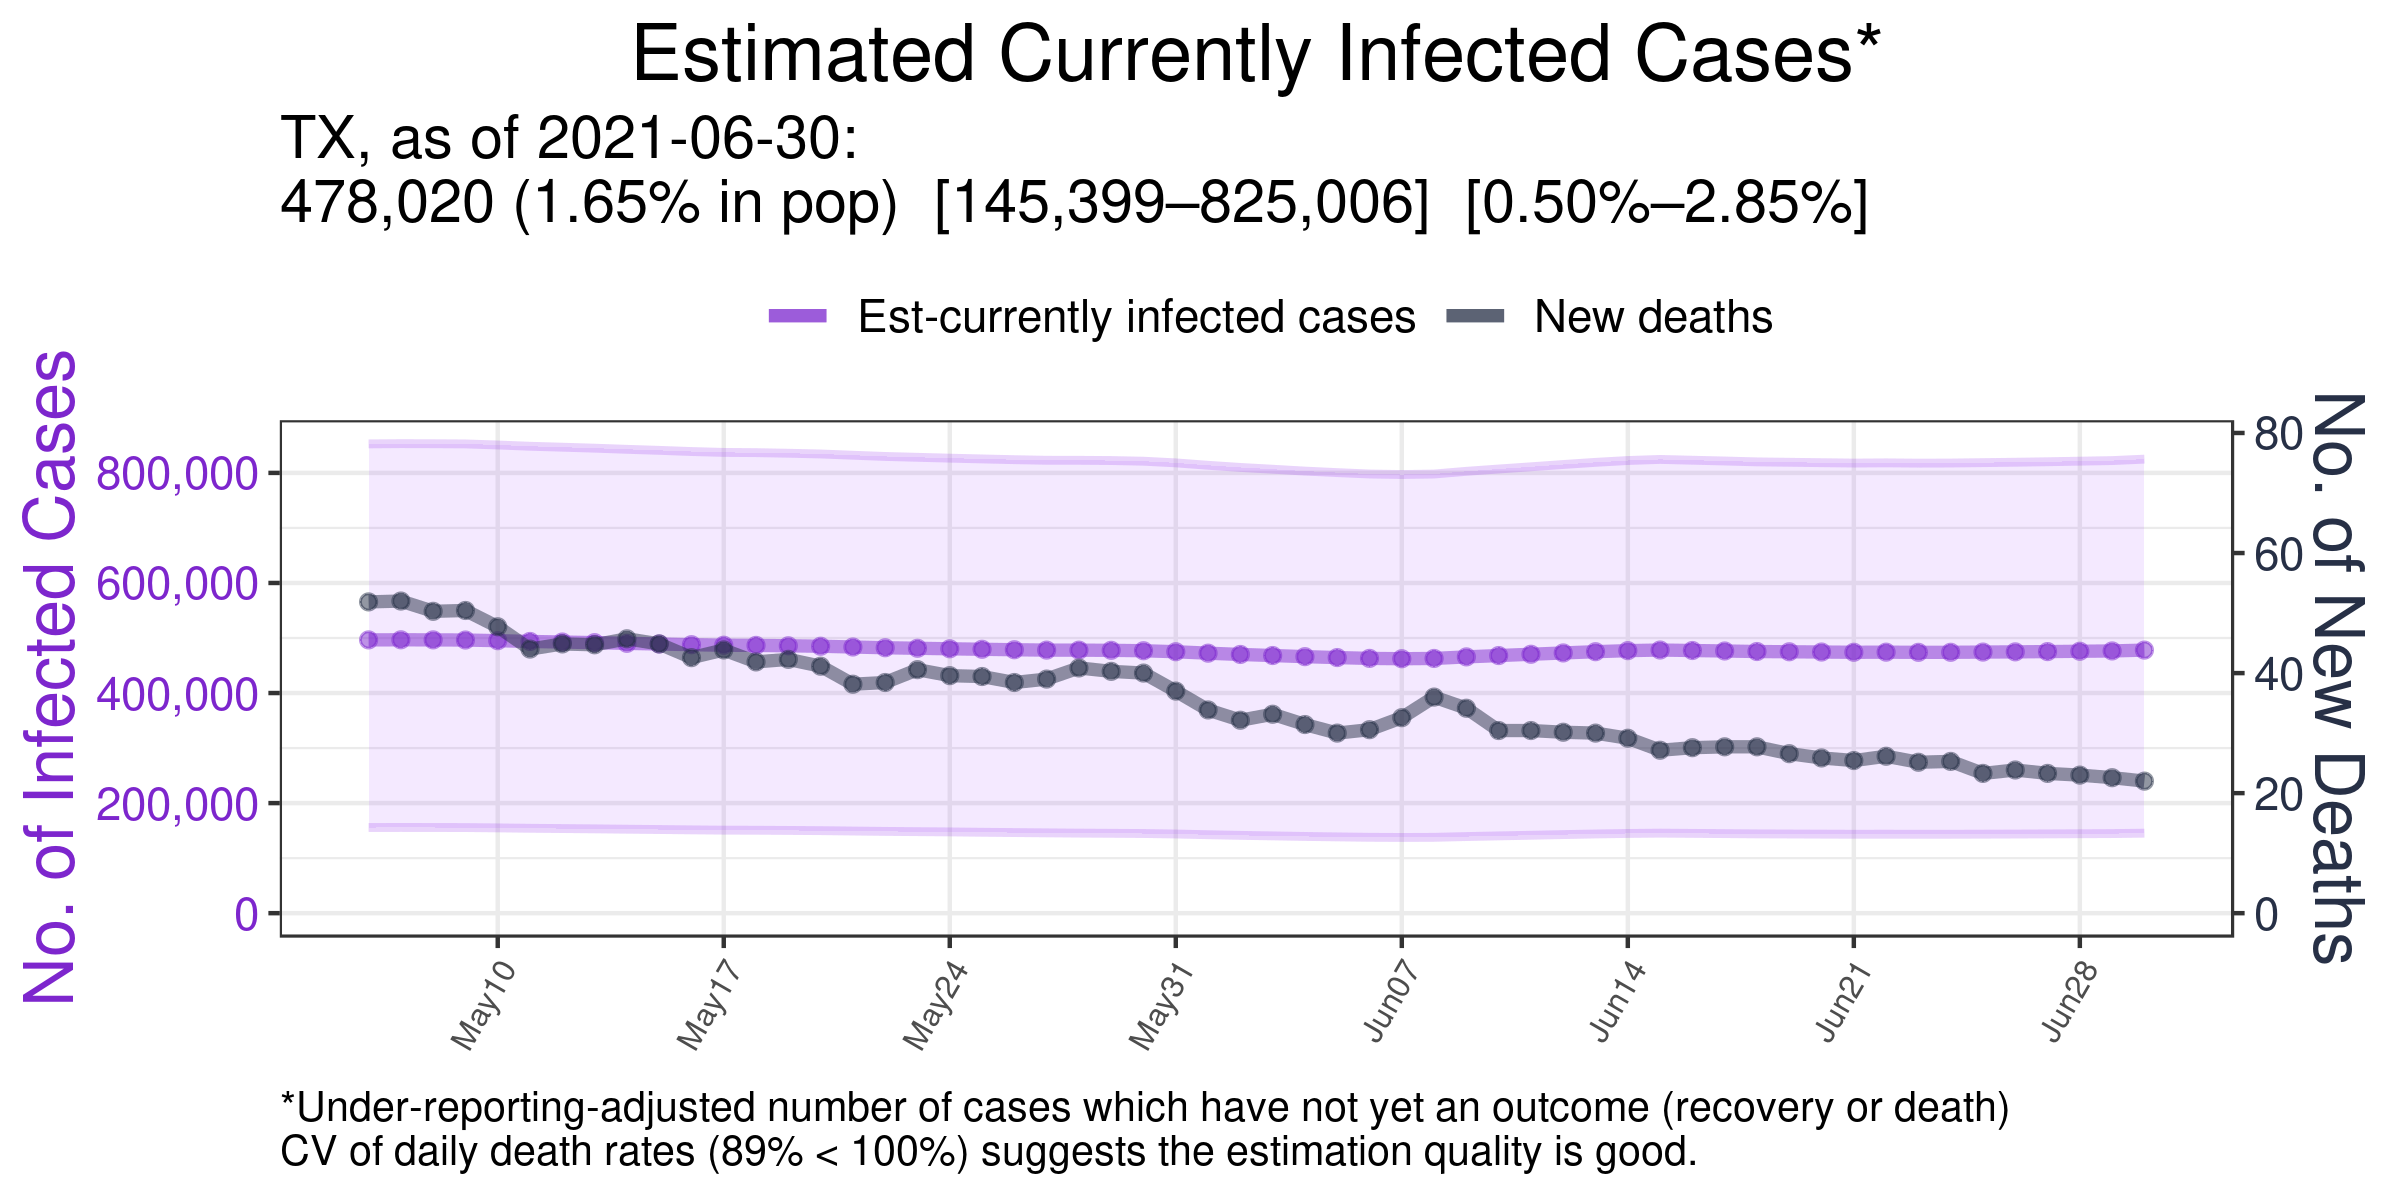 Estimated Currently Infected Cases*
TX, as of 2021-06-30:
478,020 (1.65% in pop)  [145,399–825,006]  [0.50%–2.85%]
Est-currently infected cases
New deaths
No. of Infected Cases
800,000
600,000
400,000
200,000
0
80
60
40
20
0
No. of New Deaths
May10
May17
May24
May31
Jun07
Jun14
Jun21
Jun28
*Under-reporting-adjusted number of cases which have not yet an outcome (recovery or death)
CV of daily death rates (89% < 100%) suggests the estimation quality is good.